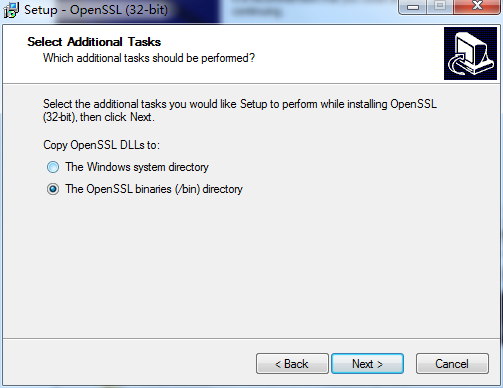 Setup - OpenSSL (32-bit)
continuing.
Select Additional Tasks
Which additional tasks should be performed?
Select the additional tasks you would like Setup to perform while installing OpenSSL
(32-bit), then click Next.
Copy OpenSSL DLLs to:
The Windows system directory
The OpenSSL binaries (/bin) directory
< Back
Next >
Cancel